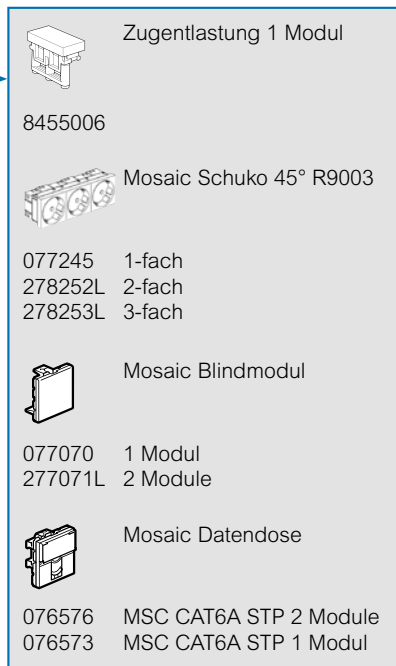 Zugentlastung 1 Modul
8455006
Mosaic Schuko 45° R9003
077245 1-fach
278252L 2-fach
278253L 3-fach
Mosaic Blindmodul
077070 1 Modul
277071L 2 Module
Mosaic Datendose
076576 MSC CAT6A STP 2 Module
076573 MSC CAT6A STP 1 Modul